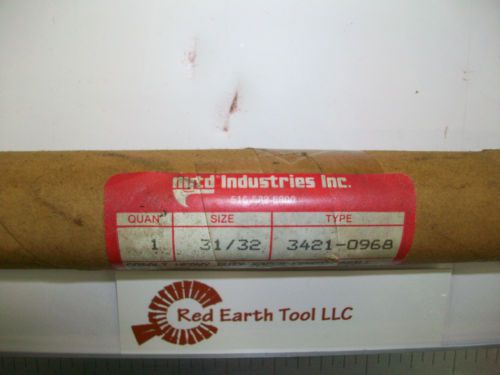 Industries Inc.
QUAN SIZE TYPE
1 31/32 3421-0968
Red Earth Tool LLC